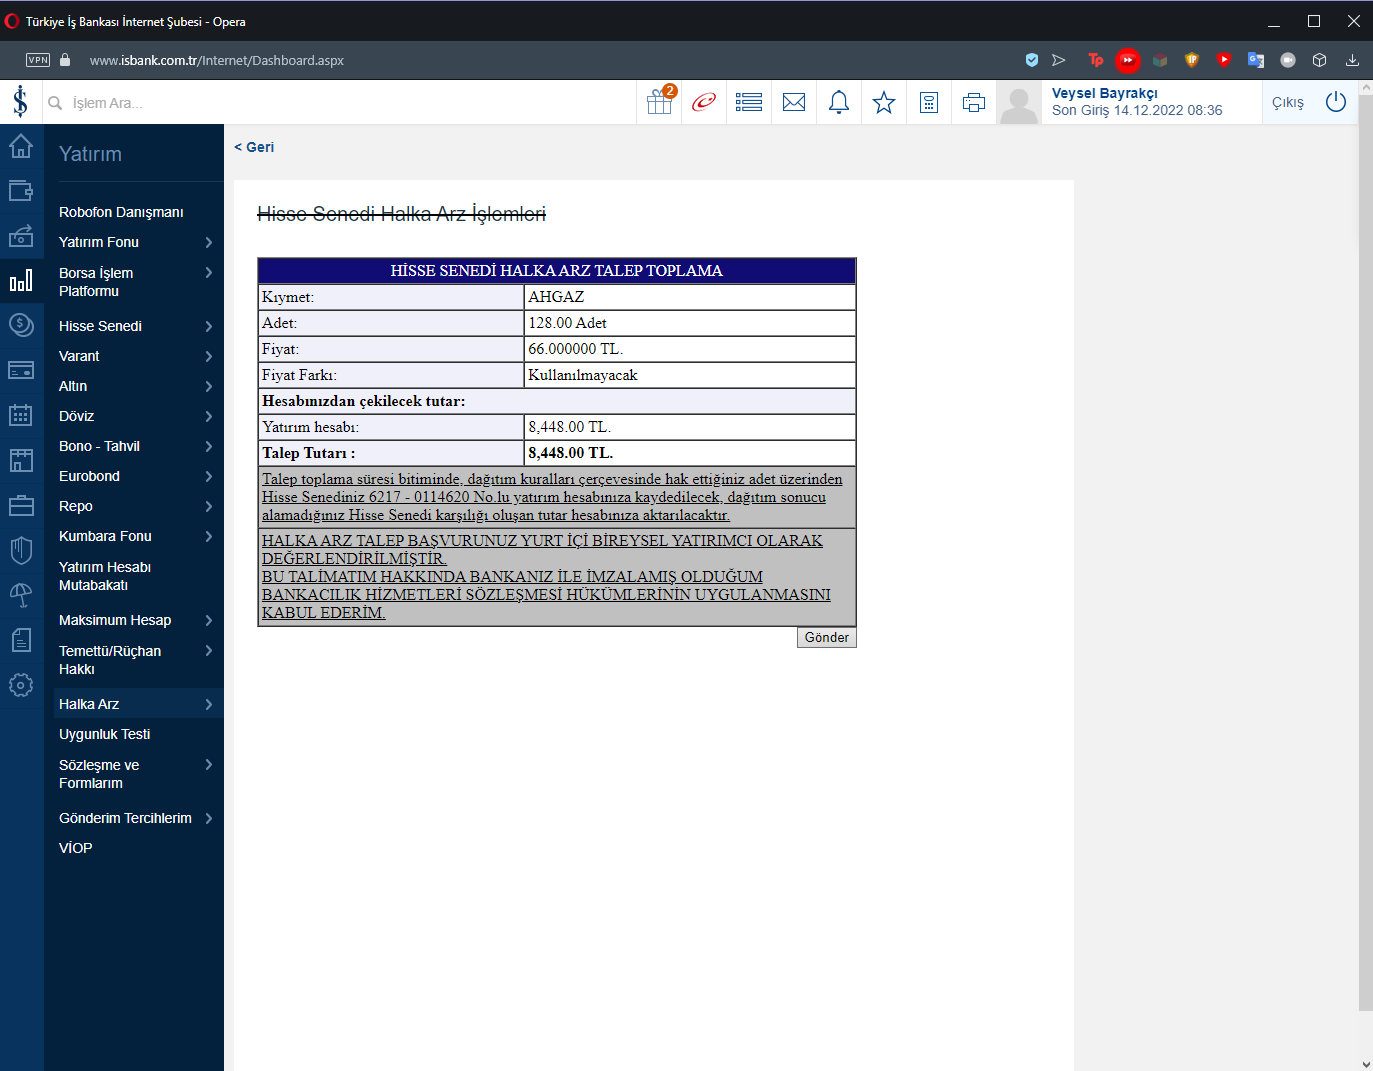 Türkiye İş Bankası İnternet Şubesi - Opera
VPN
www.isbank.com.tr/Internet/Dashboard.aspx
Tp
İşlem Ara...
2
Veysel Bayrakçı
Son Giriş 14.12.2022 08:36
Çıkış
Yatırım
Robofon Danışmanı
Yatırım Fonu
Borsa İşlem
Platformu
Hisse Senedi
Varant
Altın
Döviz
Bono - Tahvil
Eurobond
Repo
Kumbara Fonu
Yatırım Hesabı
Mutabakatı
Maksimum Hesap
Temettü/Rüçhan
Hakkı
Halka Arz
Uygunluk Testi
Sözleşme ve
Formlarım
Gönderim Tercihlerim
VİOP
< Geri
Hisse Senedi Halka Arz İşlemleri
HİSSE SENEDİ HALKA ARZ TALEP TOPLAMA
Kıymet: AHGAZ
Adet: 128.00 Adet
Fiyat: 66.000000 TL.
Fiyat Farkı: Kullanılmayacak
Hesabınızdan çekilecek tutar:
Yatırım hesabı: 8,448.00 TL.
Talep Tutarı : 8,448.00 TL.
Talep toplama süresi bitiminde, dağıtım kuralları çerçevesinde hak ettiğiniz adet üzerinden
Hisse Senediniz 6217 - 0114620 No.lu yatırım hesabınıza kaydedilecek, dağıtım sonucu
alamadığınız Hisse Senedi karşılığı oluşan tutar hesabınıza aktarılacaktır.
HALKA ARZ TALEP BAŞVURUNUZ YURT İÇİ BİREYSEL YATIRIMCI OLARAK
DEĞERLENDİRİLMİŞTİR.
BU TALİMATIM HAKKINDA BANKANIZ İLE İMZALAMIŞ OLDUĞUM
BANKACILIK HİZMETLERİ SÖZLEŞMESİ HÜKÜMLERİNİN UYGULANMASINI
KABUL EDERİM.
Gönder